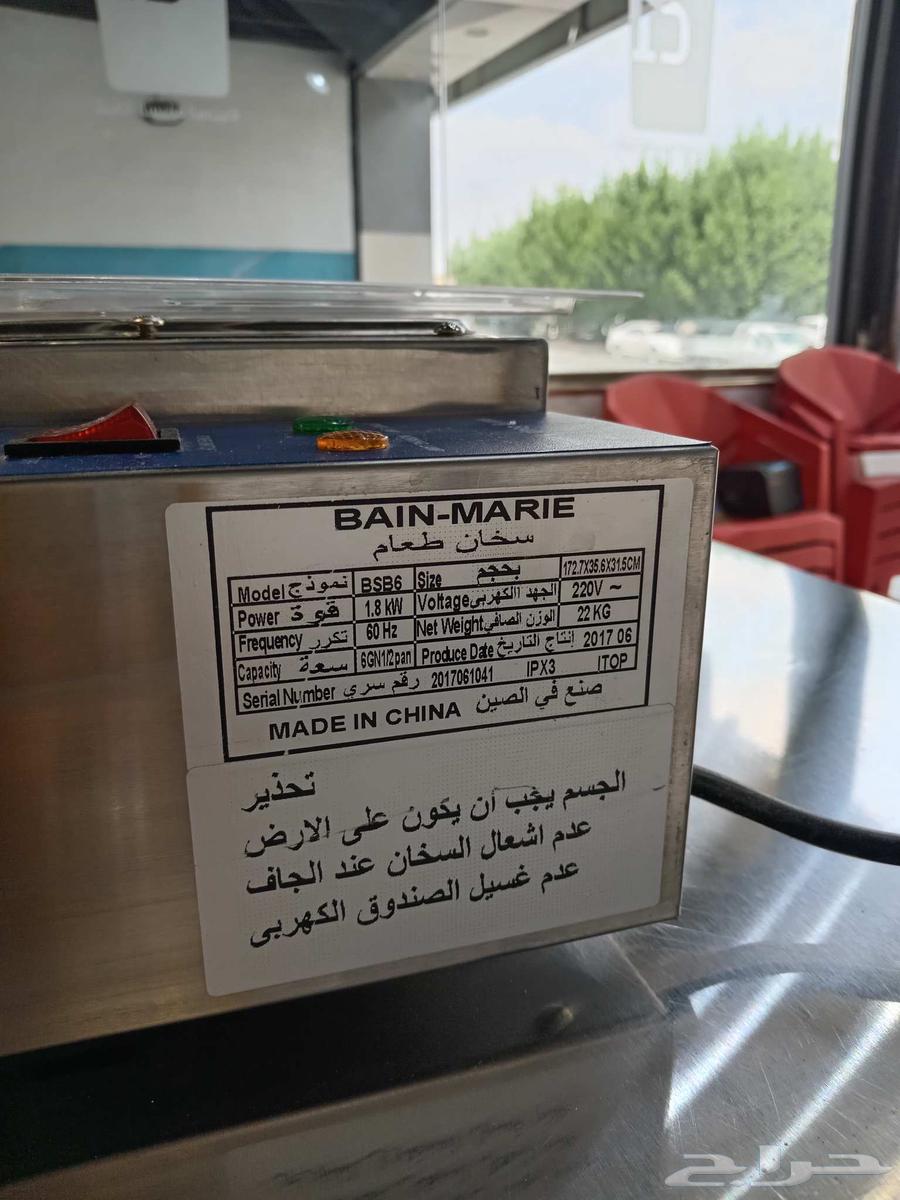 BAIN-MARIE
سخان طعام
Model نموذج BSB6 Size بحجم 172.7X35.6X31.5CM
Power قوة 1.8 kW Voltage الجهد الكهربي 220V ~
Frequency تكرر 60 Hz Net Weight الوزن الصافي 22 KG
Capacity سعة 6GN1/2pan Produce Date إنتاج التاريخ 2017 06
Serial Number رقم سري 2017061041 IPX3 ITOP
MADE IN CHINA صنع في الصين
تحذير
الجسم يجب أن يكون على الارض
عدم اشعال السخان عند الجاف
عدم غسيل الصندوق الكهربي
حراج